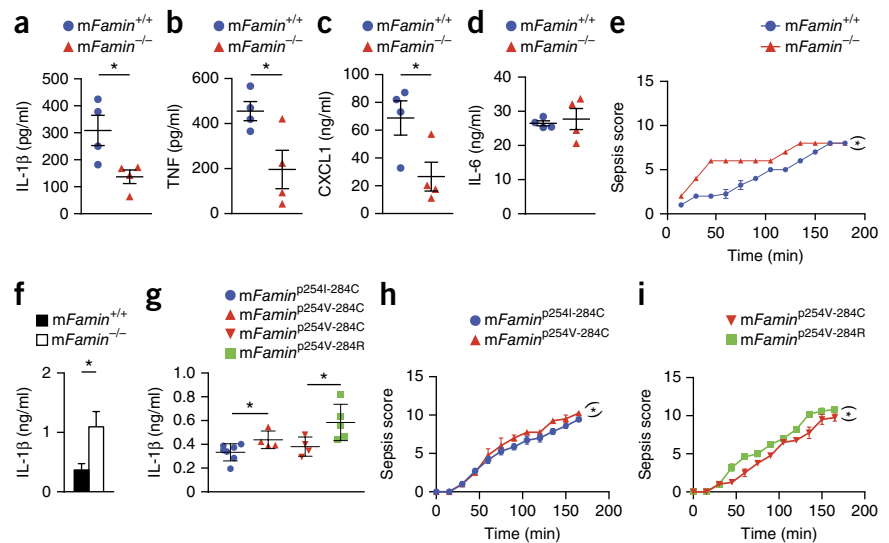 a
mFamin+/+
mFamin−/−
*
IL-1β (pg/ml)
500
400
300
200
100
0
b
mFamin+/+
mFamin−/−
*
TNF (pg/ml)
600
400
200
0
c
mFamin+/+
mFamin−/−
*
CXCL1 (ng/ml)
100
80
60
40
20
0
d
mFamin+/+
mFamin−/−
IL-6 (ng/ml)
40
30
20
10
0
e
mFamin+/+
mFamin−/−
Sepsis score
15
10
5
0
(*)
0 50 100 150 200
Time (min)
f
mFamin+/+
mFamin−/−
*
IL-1β (ng/ml)
2
1
0
g
mFaminp254I-284C
mFaminp254V-284C
mFaminp254V-284C
mFaminp254V-284R
* *
IL-1β (ng/ml)
1.0
0.8
0.6
0.4
0.2
0
h
mFaminp254I-284C
mFaminp254V-284C
Sepsis score
15
10
5
0
(*)
0 50 100 150 200
Time (min)
i
mFaminp254V-284C
mFaminp254V-284R
Sepsis score
15
10
5
0
(*)
0 50 100 150 200
Time (min)